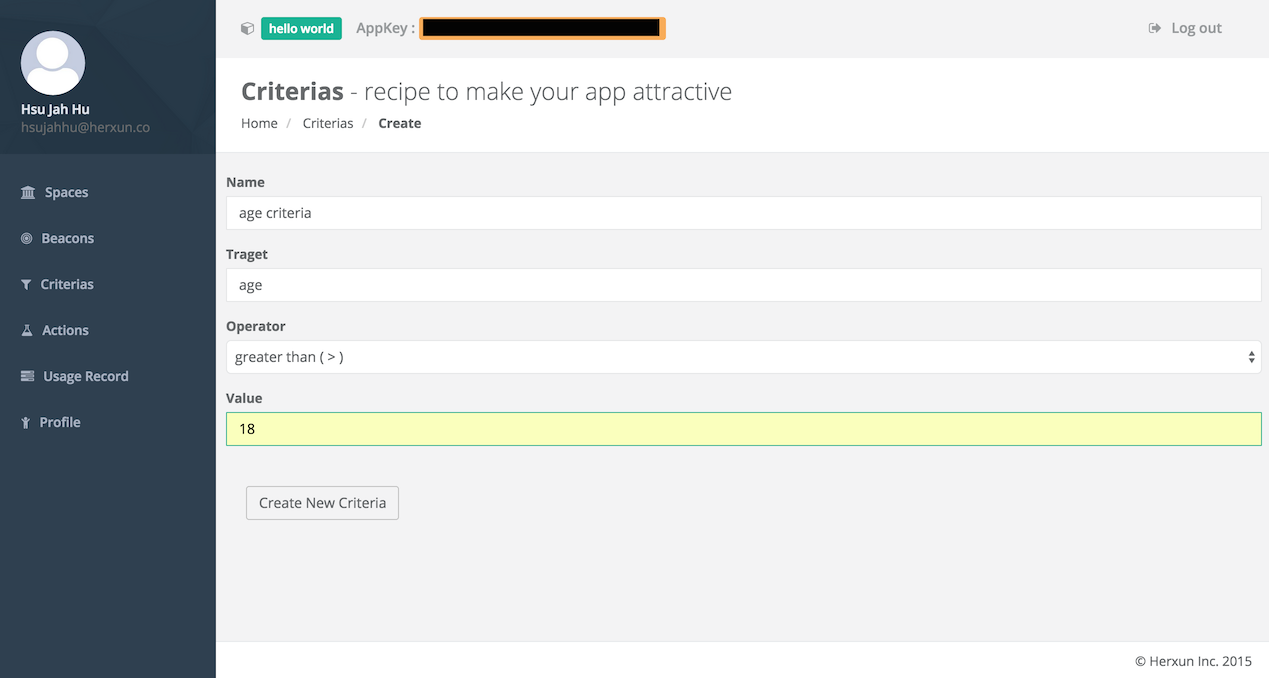 hello world AppKey : Log out
Hsu Jah Hu
hsujahhu@herxun.co
Spaces
Beacons
Criterias
Actions
Usage Record
Profile
Criterias - recipe to make your app attractive
Home / Criterias / Create
Name
age criteria
Traget
age
Operator
greater than ( > )
Value
18
Create New Criteria
© Herxun Inc. 2015